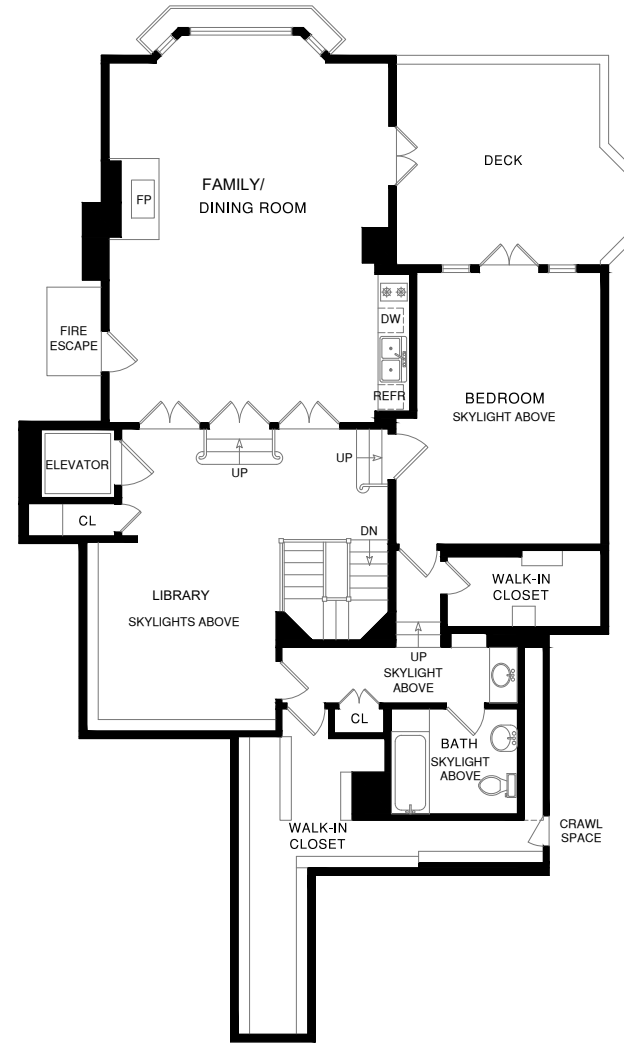 DECK
FAMILY/
DINING ROOM
FP
FIRE
ESCAPE
DW
REFR
BEDROOM
SKYLIGHT ABOVE
ELEVATOR
UP
UP
CL
DN
LIBRARY
SKYLIGHTS ABOVE
WALK-IN
CLOSET
UP
SKYLIGHT
ABOVE
CL
BATH
SKYLIGHT
ABOVE
WALK-IN
CLOSET
CRAWL
SPACE